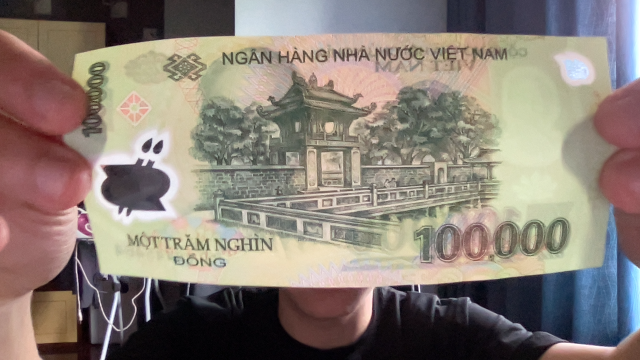 NGÂN HÀNG NHÀ NƯỚC VIỆT NAM
100000
MỘT TRĂM NGHÌN
ĐỒNG
100.000